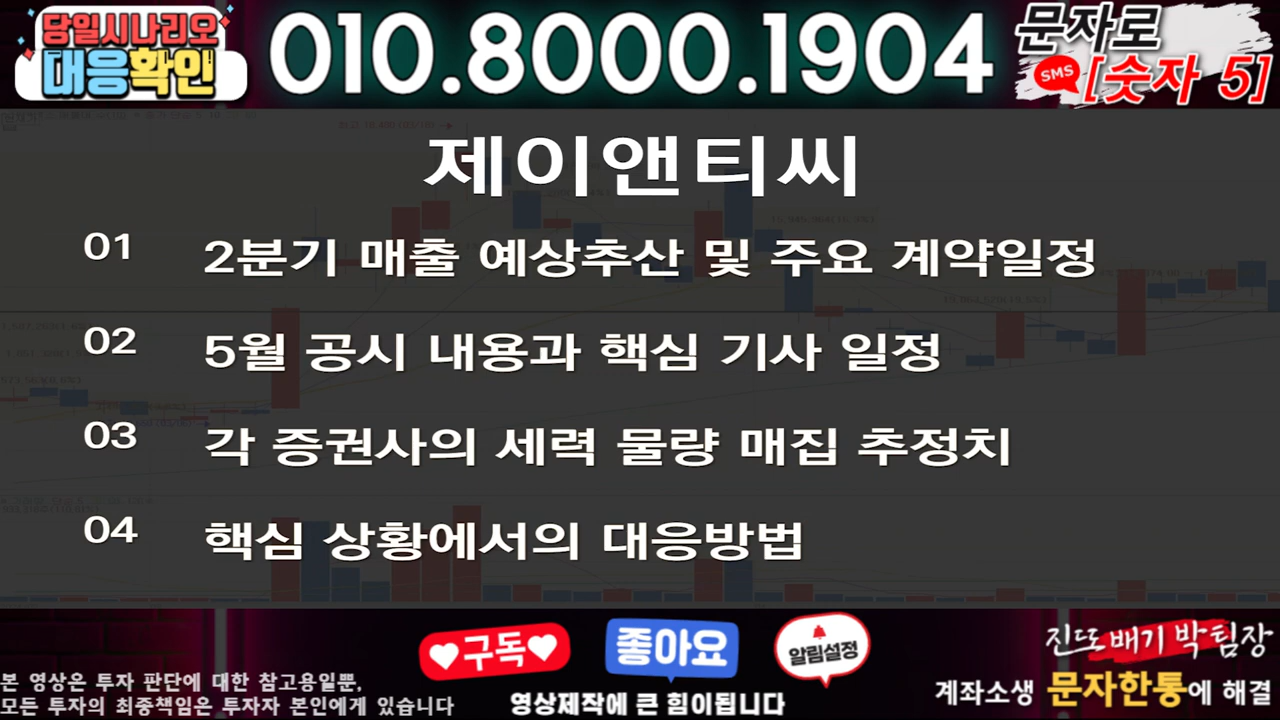 당일시나리오
대응확인
010.8000.1904
문자로
SMS
[숫자 5]
제이앤티씨
01 2분기 매출 예상추산 및 주요 계약일정
02 5월 공시 내용과 핵심 기사 일정
03 각 증권사의 세력 물량 매집 추정치
04 핵심 상황에서의 대응방법
구독
좋아요
알림설정
영상제작에 큰 힘이됩니다
본 영상은 투자 판단에 대한 참고용일뿐,
모든 투자의 최종책임은 투자자 본인에게 있습니다
진또배기 박팀장
계좌소생 문자한통에 해결